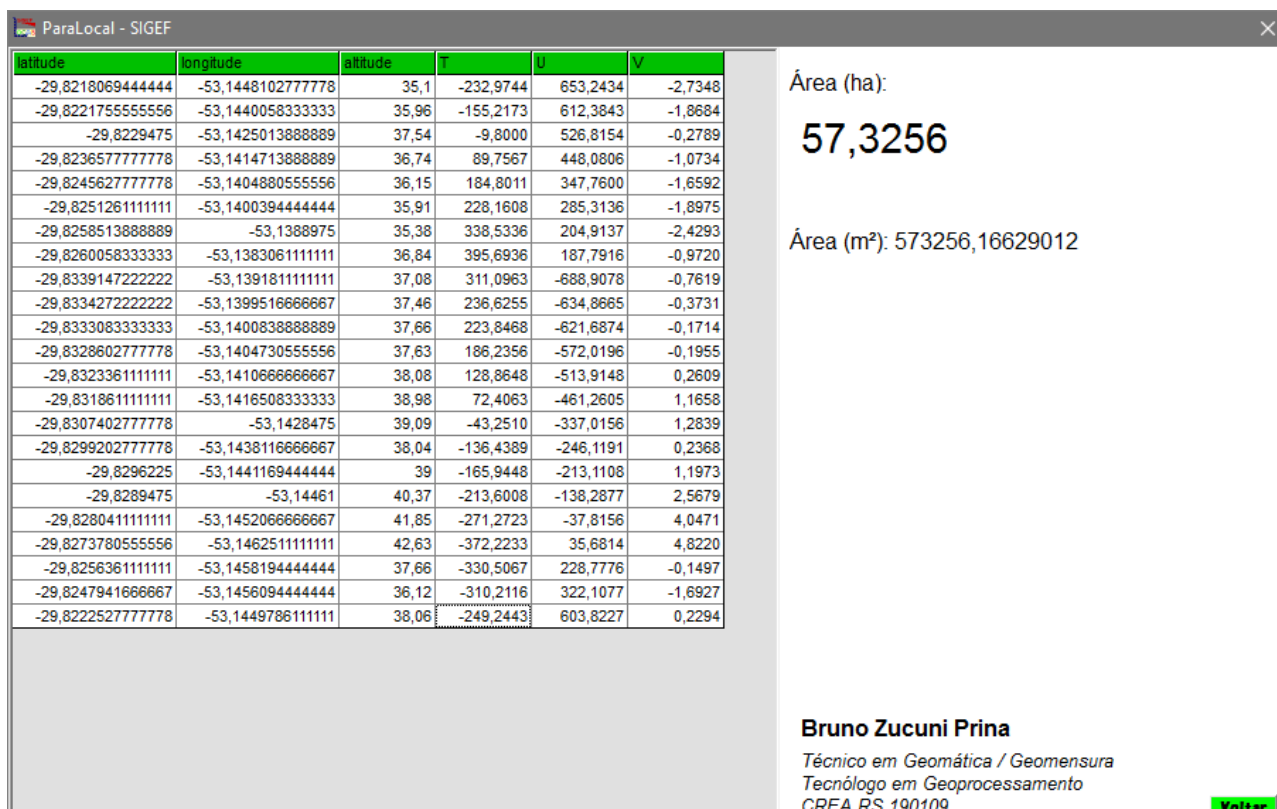 ParaLocal - SIGEF
latitude longitude altitude T U V
-29,8218069444444 -53,1448102777778 35,1 -232,9744 653,2434 -2,7348
-29,8221755555556 -53,1440058333333 35,96 -155,2173 612,3843 -1,8684
-29,8229475 -53,1425013888889 37,54 -9,8000 526,8154 -0,2789
-29,8236577777778 -53,1414713888889 36,74 89,7567 448,0806 -1,0734
-29,8245627777778 -53,1404880555556 36,15 184,8011 347,7600 -1,6592
-29,8251261111111 -53,1400394444444 35,91 228,1608 285,3136 -1,8975
-29,8258513888889 -53,1388975 35,38 338,5336 204,9137 -2,4293
-29,8260058333333 -53,1383061111111 36,84 395,6936 187,7916 -0,9720
-29,8339147222222 -53,1391811111111 37,08 311,0963 -688,9078 -0,7619
-29,8334272222222 -53,1399516666667 37,46 236,6255 -634,8665 -0,3731
-29,8333083333333 -53,1400838888889 37,66 223,8468 -621,6874 -0,1714
-29,8328602777778 -53,1404730555556 37,63 186,2356 -572,0196 -0,1955
-29,8323361111111 -53,1410666666667 38,08 128,8648 -513,9148 0,2609
-29,8318611111111 -53,1416508333333 38,98 72,4063 -461,2605 1,1658
-29,8307402777778 -53,1428475 39,09 -43,2510 -337,0156 1,2839
-29,8299202777778 -53,1438116666667 38,04 -136,4389 -246,1191 0,2368
-29,8296225 -53,1441169444444 39 -165,9448 -213,1108 1,1973
-29,8289475 -53,14461 40,37 -213,6008 -138,2877 2,5679
-29,8280411111111 -53,1452066666667 41,85 -271,2723 -37,8156 4,0471
-29,8273780555556 -53,1462511111111 42,63 -372,2233 35,6814 4,8220
-29,8256361111111 -53,1458194444444 37,66 -330,5067 228,7776 -0,1497
-29,8247941666667 -53,1456094444444 36,12 -310,2116 322,1077 -1,6927
-29,8222527777778 -53,1449786111111 38,06 -249,2443 603,8227 0,2294
Área (ha):
57,3256
Área (m²): 573256,16629012
Bruno Zucuni Prina
Técnico em Geomática / Geomensura
Tecnólogo em Geoprocessamento
CREA RS 190109
Voltar